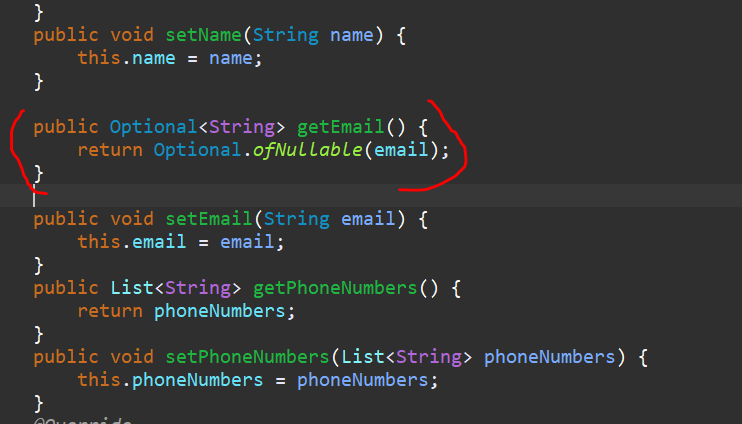 }
public void setName(String name) {
this.name = name;
}
public Optional<String> getEmail() {
return Optional.ofNullable(email);
}
public void setEmail(String email) {
this.email = email;
}
public List<String> getPhoneNumbers() {
return phoneNumbers;
}
public void setPhoneNumbers(List<String> phoneNumbers) {
this.phoneNumbers = phoneNumbers;
}
@Override